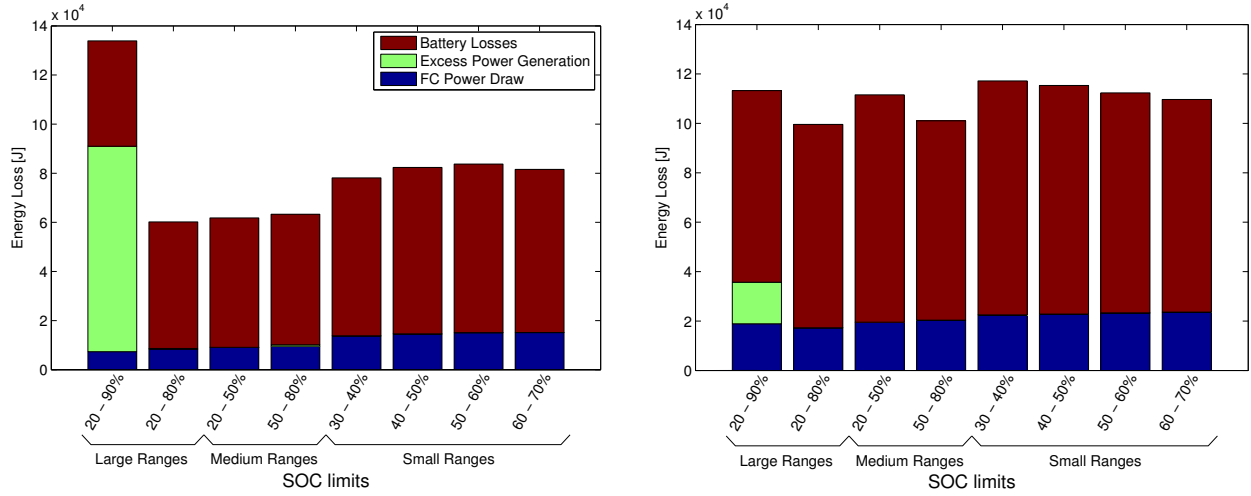 x 10⁴
14
12
10
8
6
4
2
0
Energy Loss [J]
Battery Losses
Excess Power Generation
FC Power Draw
20 – 90%
20 – 80%
20 – 50%
50 – 80%
30 – 40%
40 – 50%
50 – 60%
60 – 70%
Large Ranges
Medium Ranges
Small Ranges
SOC limits
x 10⁴
14
12
10
8
6
4
2
0
Energy Loss [J]
20 – 90%
20 – 80%
20 – 50%
50 – 80%
30 – 40%
40 – 50%
50 – 60%
60 – 70%
Large Ranges
Medium Ranges
Small Ranges
SOC limits